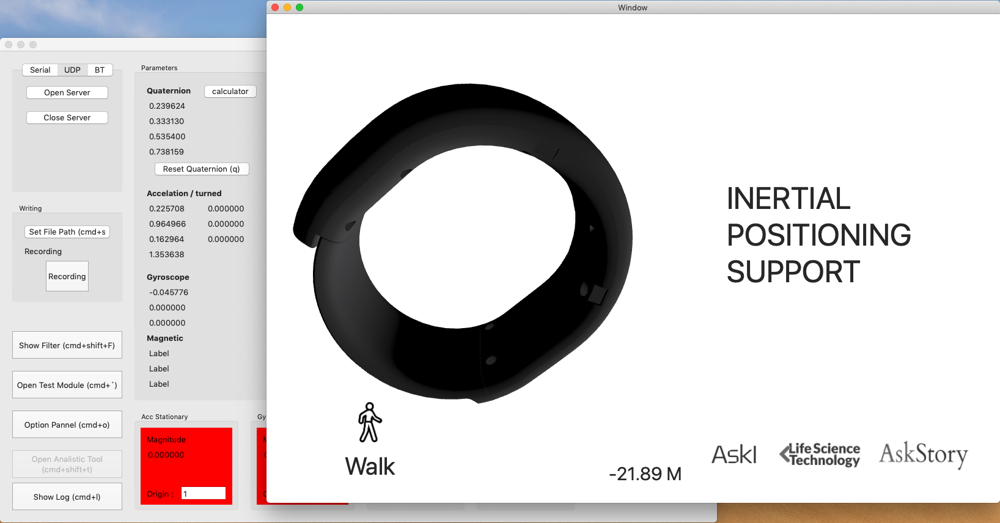 Window
Serial UDP BT
Open Server
Close Server
Writing
Set File Path (cmd+s
Recording
Recording
Show Filter (cmd+shift+F)
Open Test Module (cmd+`)
Option Pannel (cmd+o)
Open Analistic Tool
(cmd+shift+t)
Show Log (cmd+l)
Parameters
Quaternion calculator
0.239624
0.333130
0.535400
0.738159
Reset Quaternion (q)
Accelation / turned
0.225708 0.000000
0.964966 0.000000
0.162964 0.000000
1.353638
Gyroscope
-0.045776
0.000000
0.000000
Magnetic
Label
Label
Label
Acc Stationary
Magnitude
0.000000
Origin : 1
Gy
INERTIAL
POSITIONING
SUPPORT
Walk
-21.89 M
AskI
Life Science
Technology
AskStory